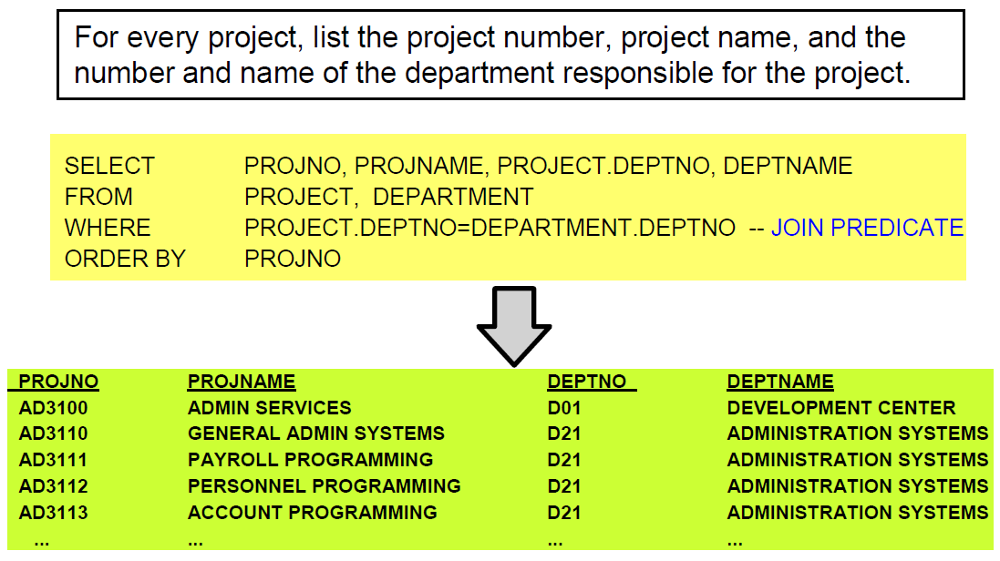 For every project, list the project number, project name, and the
number and name of the department responsible for the project.
SELECT PROJNO, PROJNAME, PROJECT.DEPTNO, DEPTNAME
FROM PROJECT, DEPARTMENT
WHERE PROJECT.DEPTNO=DEPARTMENT.DEPTNO -- JOIN PREDICATE
ORDER BY PROJNO
PROJNO PROJNAME DEPTNO DEPTNAME
AD3100 ADMIN SERVICES D01 DEVELOPMENT CENTER
AD3110 GENERAL ADMIN SYSTEMS D21 ADMINISTRATION SYSTEMS
AD3111 PAYROLL PROGRAMMING D21 ADMINISTRATION SYSTEMS
AD3112 PERSONNEL PROGRAMMING D21 ADMINISTRATION SYSTEMS
AD3113 ACCOUNT PROGRAMMING D21 ADMINISTRATION SYSTEMS
... ... ... ...